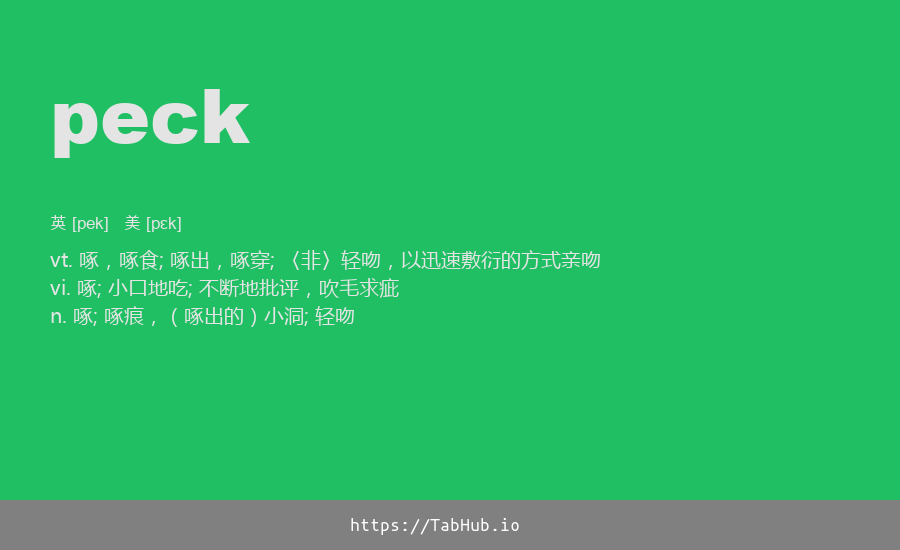 peck
英 [pek] 美 [pɛk]
vt. 啄，啄食; 啄出，啄穿; 〈非〉轻吻，以迅速敷衍的方式亲吻
vi. 啄; 小口地吃; 不断地批评，吹毛求疵
n. 啄; 啄痕，（啄出的）小洞; 轻吻
https://TabHub.io